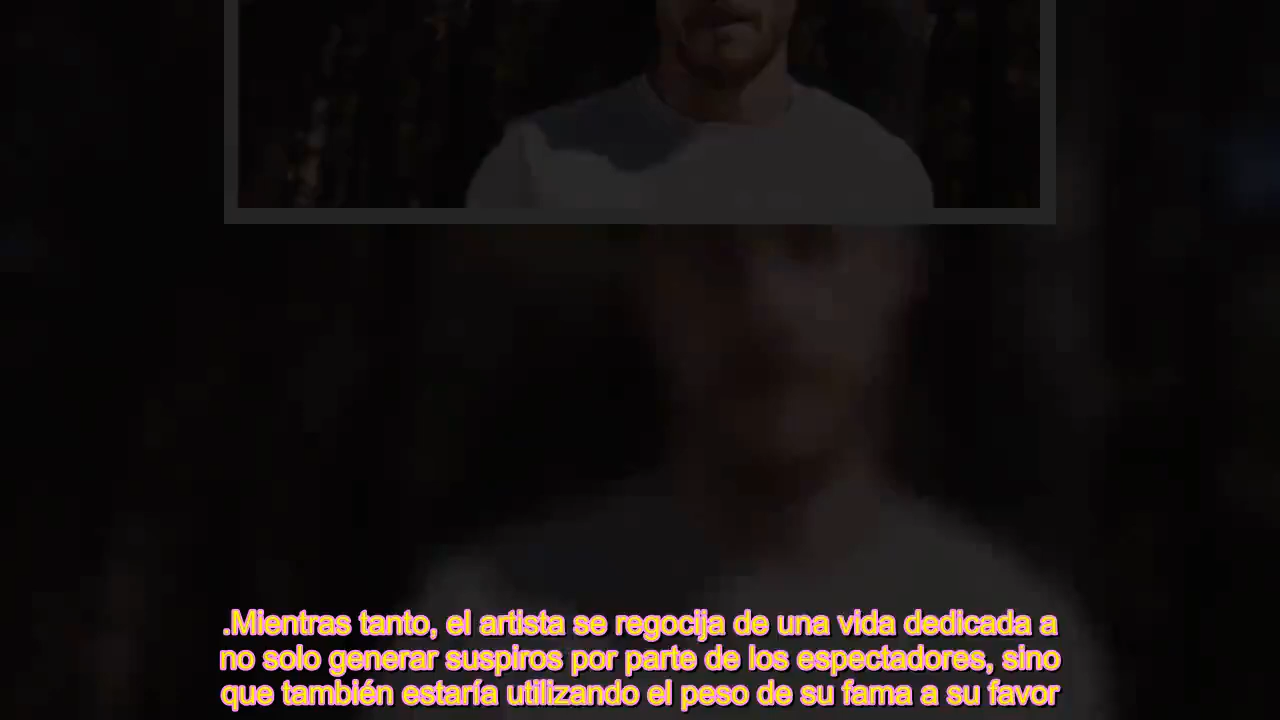 .Mientras tanto, el artista se regocija de una vida dedicada a
no solo generar suspiros por parte de los espectadores, sino
que también estaría utilizando el peso de su fama a su favor